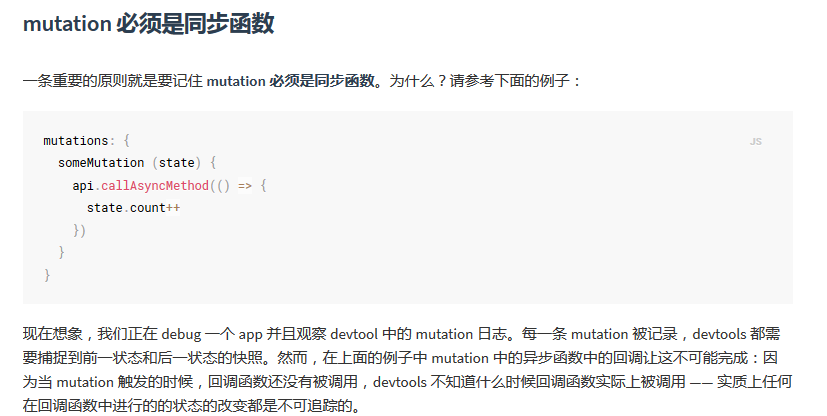 mutation 必须是同步函数
一条重要的原则就是要记住 mutation 必须是同步函数。为什么？请参考下面的例子：
JS
mutations: {
  someMutation (state) {
    api.callAsyncMethod(() => {
      state.count++
    })
  }
}
现在想象，我们正在 debug 一个 app 并且观察 devtool 中的 mutation 日志。每一条 mutation 被记录，devtools 都需
要捕捉到前一状态和后一状态的快照。然而，在上面的例子中 mutation 中的异步函数中的回调让这不可能完成：因
为当 mutation 触发的时候，回调函数还没有被调用，devtools 不知道什么时候回调函数实际上被调用 —— 实质上任何
在回调函数中进行的的状态的改变都是不可追踪的。